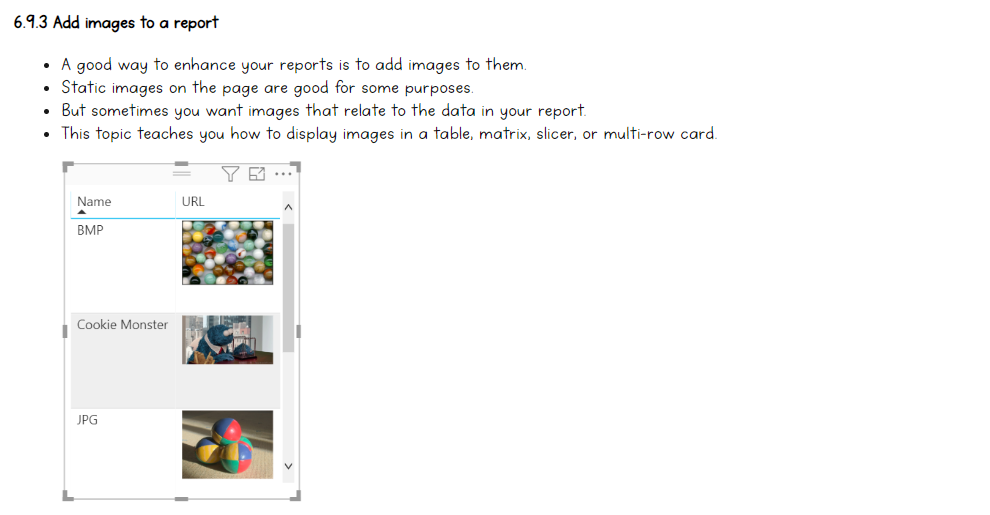 6.9.3 Add images to a report
• A good way to enhance your reports is to add images to them.
• Static images on the page are good for some purposes.
• But sometimes you want images that relate to the data in your report.
• This topic teaches you how to display images in a table, matrix, slicer, or multi-row card.
Name URL
BMP
Cookie Monster
JPG